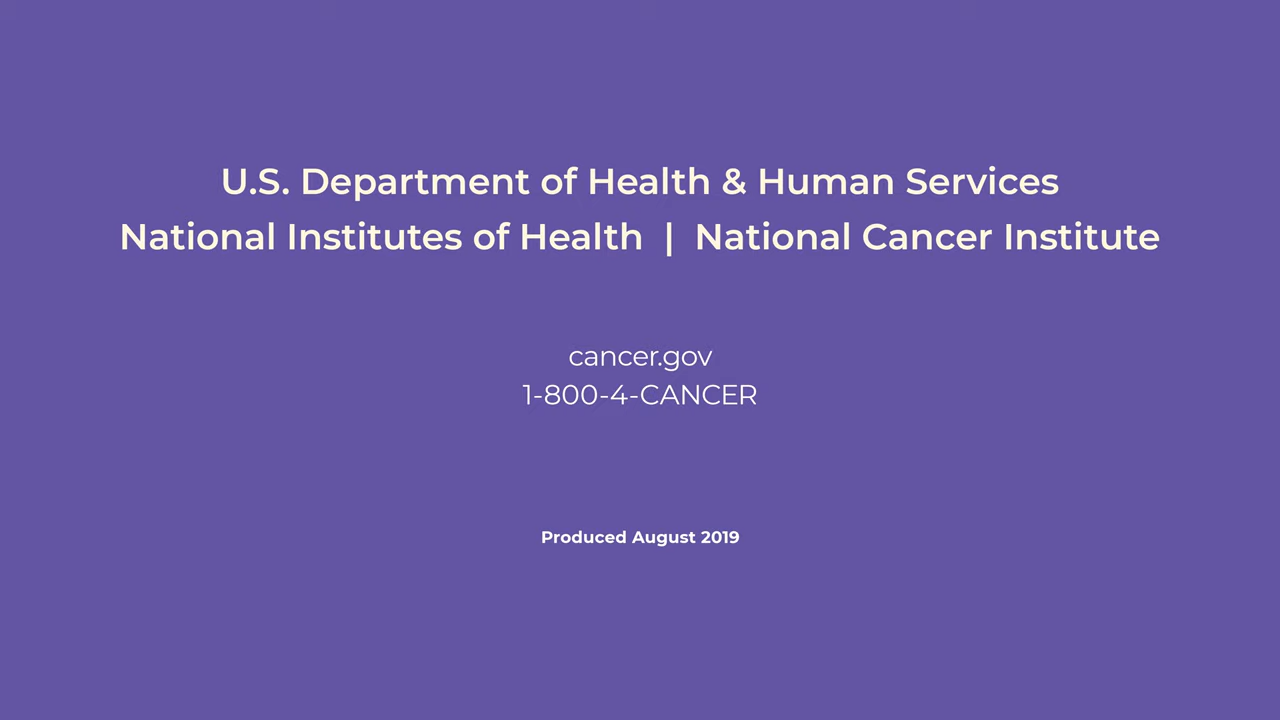 U.S. Department of Health & Human Services
National Institutes of Health | National Cancer Institute
cancer.gov
1-800-4-CANCER
Produced August 2019